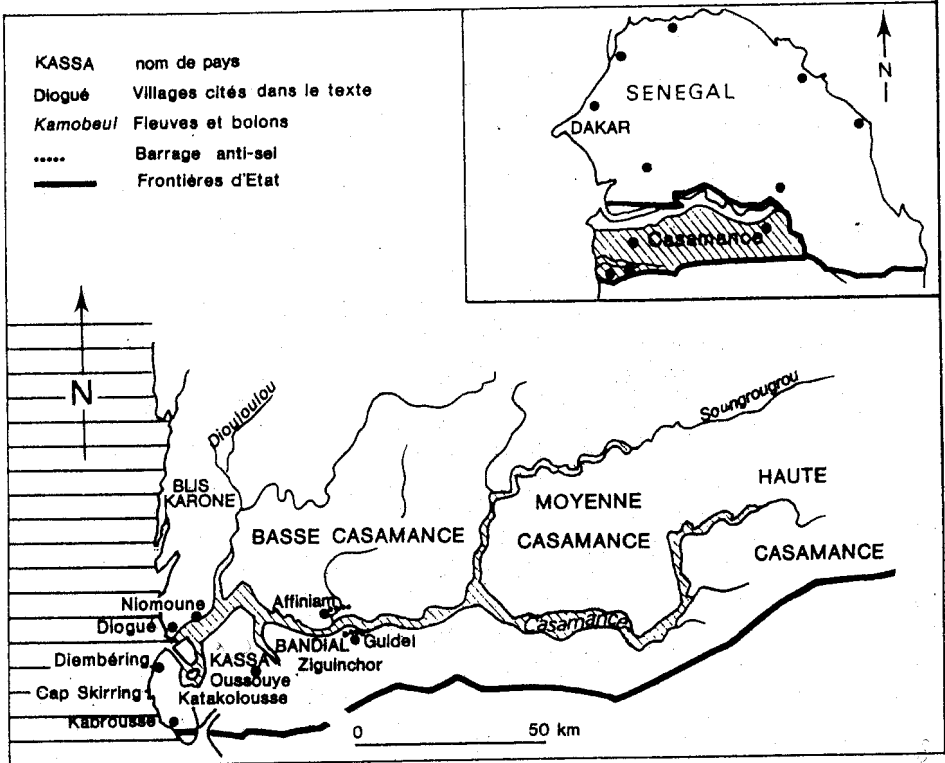 KASSA nom de pays
Diogué Villages cités dans le texte
Kamobeul Fleuves et bolons
Barrage anti-sel
Frontières d'Etat
N
SENEGAL
DAKAR
Casamance
N
Diouloulou
Soungrougrou
BLIS
KARONE
BASSE CASAMANCE
MOYENNE
CASAMANCE
HAUTE
CASAMANCE
Niomoune
Diogué
Affiniam
Casamance
BANDIAL
Guidel
Ziguinchor
Diembéring
KASSA
Oussouye
Cap Skirring
Katakolousse
Kabrousse
0 50 km